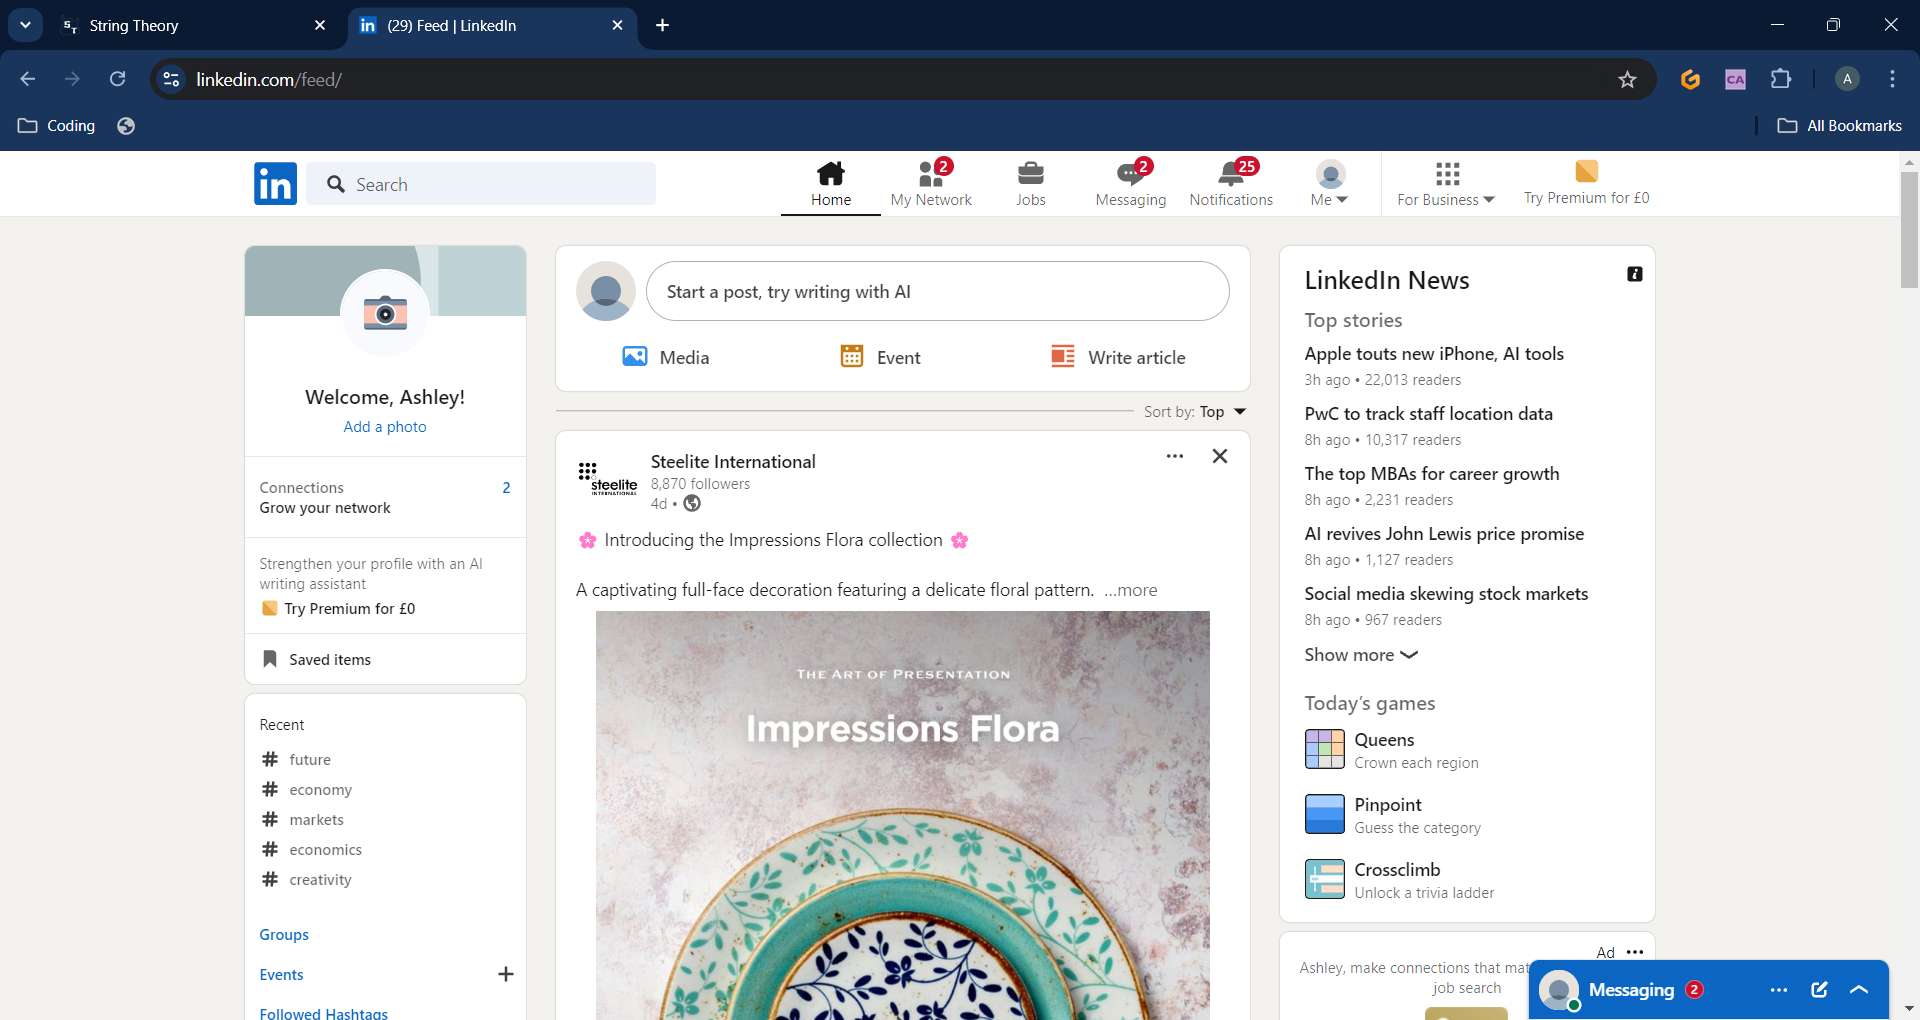 String Theory
(29) Feed | LinkedIn
linkedin.com/feed/
CA
A
Coding
All Bookmarks
in
Search
Home
2
My Network
Jobs
2
Messaging
25
Notifications
Me
For Business
Try Premium for £0
Welcome, Ashley!
Add a photo
Connections 2
Grow your network
Strengthen your profile with an AI
writing assistant
Try Premium for £0
Saved items
Recent
# future
# economy
# markets
# economics
# creativity
Groups
Events
Followed Hashtags
Start a post, try writing with AI
Media
Event
Write article
Sort by: Top
steelite
INTERNATIONAL
Steelite International
8,870 followers
4d •
🌸 Introducing the Impressions Flora collection 🌸
A captivating full-face decoration featuring a delicate floral pattern. ...more
THE ART OF PRESENTATION
Impressions Flora
LinkedIn News
Top stories
Apple touts new iPhone, AI tools
3h ago • 22,013 readers
PwC to track staff location data
8h ago • 10,317 readers
The top MBAs for career growth
8h ago • 2,231 readers
AI revives John Lewis price promise
8h ago • 1,127 readers
Social media skewing stock markets
8h ago • 967 readers
Show more
Today's games
Queens
Crown each region
Pinpoint
Guess the category
Crossclimb
Unlock a trivia ladder
Ad
Ashley, make connections that
job search
Messaging 2